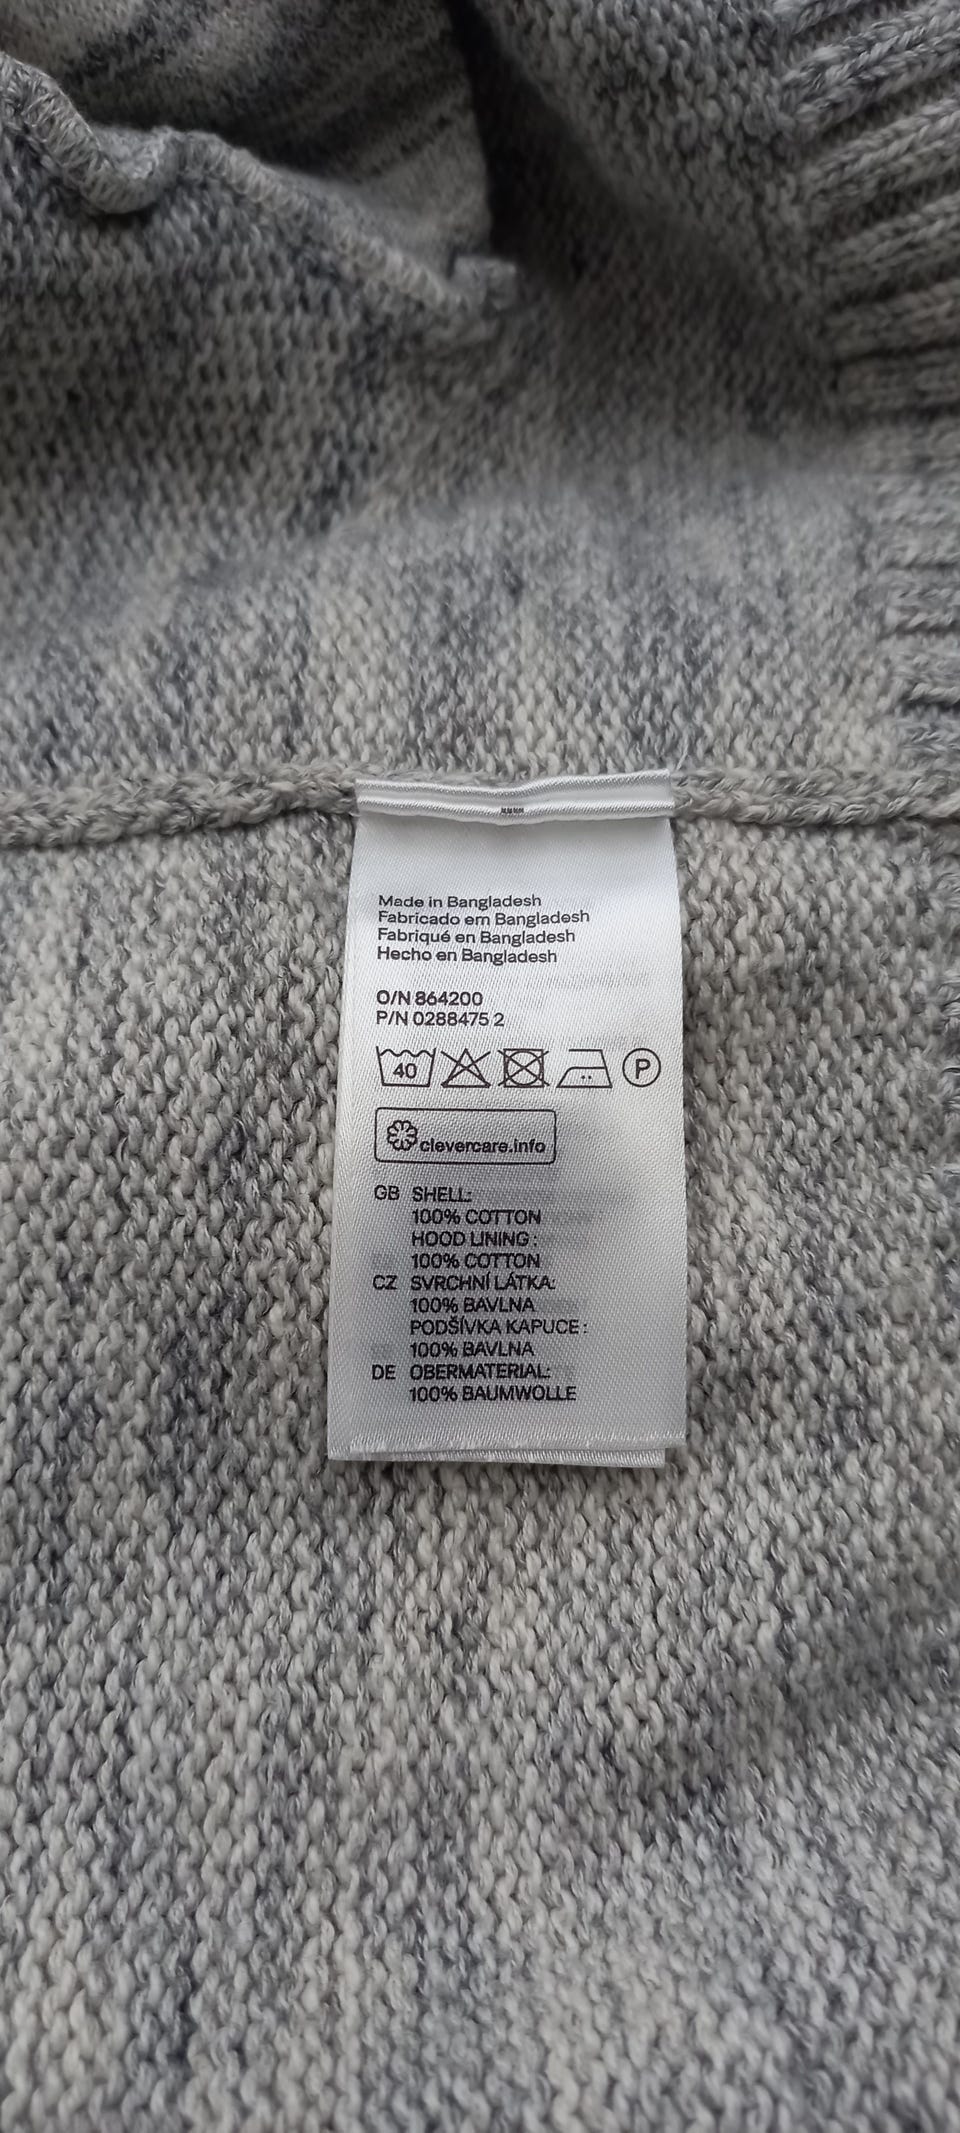 Made in Bangladesh
Fabricado em Bangladesh
Fabriqué en Bangladesh
Hecho en Bangladesh
O/N 864200
P/N 0288475 2
40 P
clevercare.info
GB SHELL:
100% COTTON
HOOD LINING :
100% COTTON
CZ SVRCHNÍ LÁTKA:
100% BAVLNA
PODŠÍVKA KAPUCE :
100% BAVLNA
DE OBERMATERIAL:
100% BAUMWOLLE